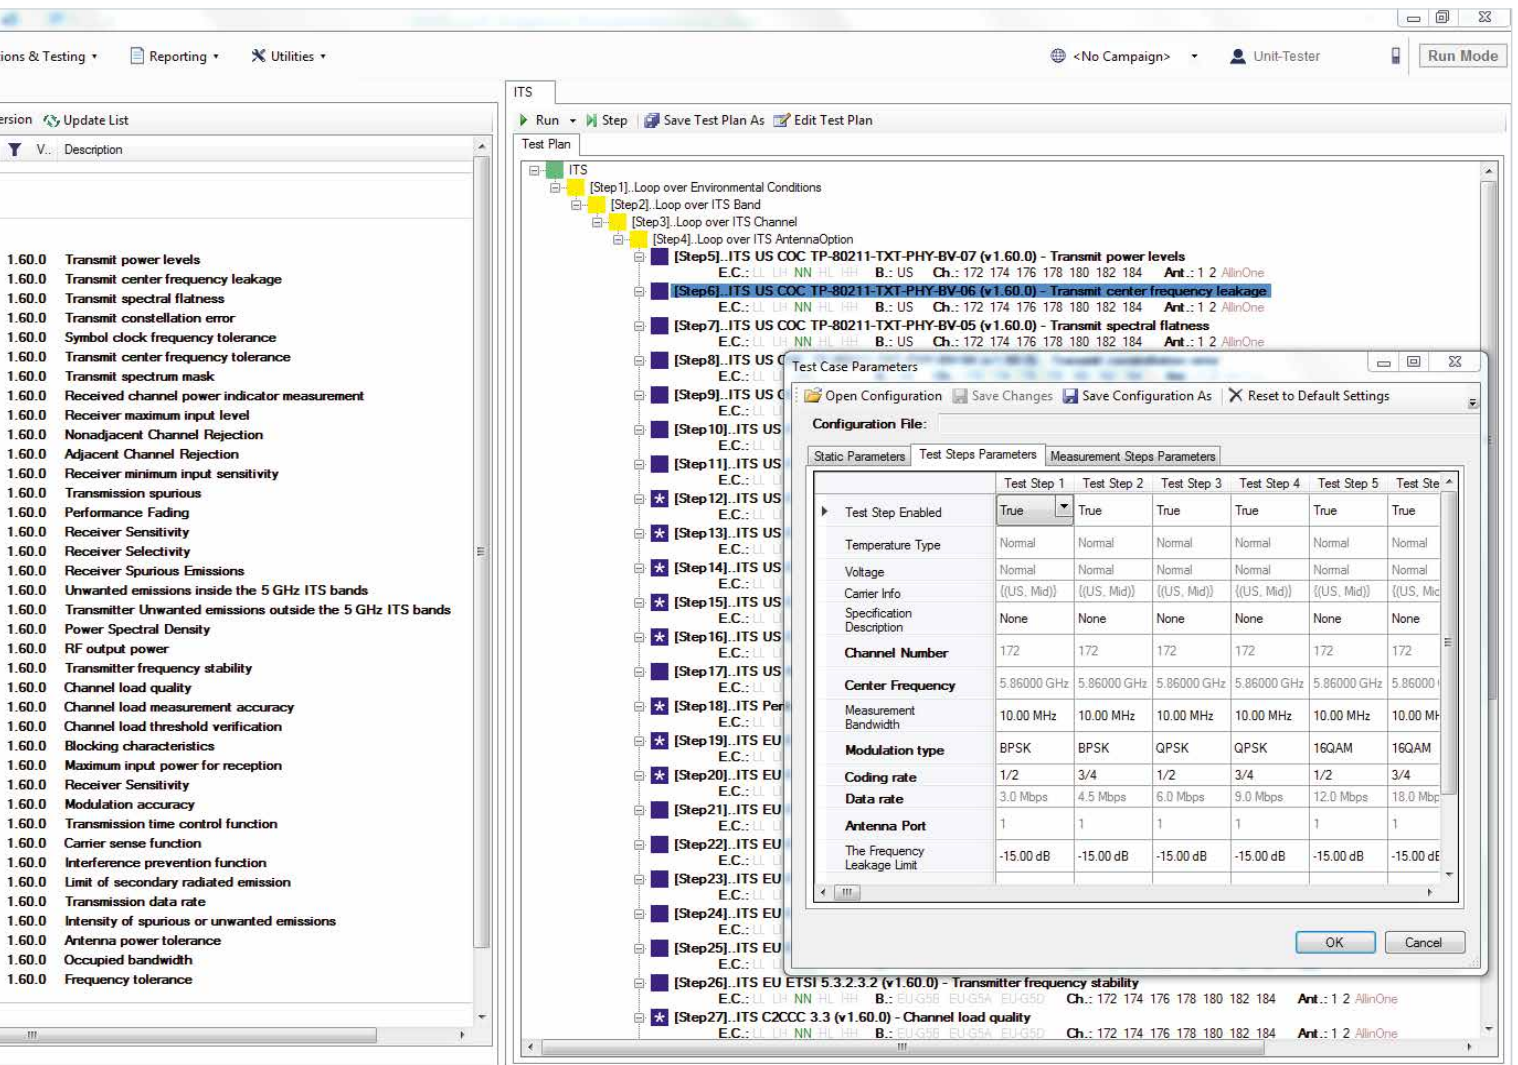 ions & Testing
Reporting
Utilities
<No Campaign>
Unit-Tester
Run Mode
ersion
Update List
V..
Description
1.60.0 Transmit power levels
1.60.0 Transmit center frequency leakage
1.60.0 Transmit spectral flatness
1.60.0 Transmit constellation error
1.60.0 Symbol clock frequency tolerance
1.60.0 Transmit center frequency tolerance
1.60.0 Transmit spectrum mask
1.60.0 Received channel power indicator measurement
1.60.0 Receiver maximum input level
1.60.0 Nonadjacent Channel Rejection
1.60.0 Adjacent Channel Rejection
1.60.0 Receiver minimum input sensitivity
1.60.0 Transmission spurious
1.60.0 Performance Fading
1.60.0 Receiver Sensitivity
1.60.0 Receiver Selectivity
1.60.0 Receiver Spurious Emissions
1.60.0 Unwanted emissions inside the 5 GHz ITS bands
1.60.0 Transmitter Unwanted emissions outside the 5 GHz ITS bands
1.60.0 Power Spectral Density
1.60.0 RF output power
1.60.0 Transmitter frequency stability
1.60.0 Channel load quality
1.60.0 Channel load measurement accuracy
1.60.0 Channel load threshold verification
1.60.0 Blocking characteristics
1.60.0 Maximum input power for reception
1.60.0 Receiver Sensitivity
1.60.0 Modulation accuracy
1.60.0 Transmission time control function
1.60.0 Carrier sense function
1.60.0 Interference prevention function
1.60.0 Limit of secondary radiated emission
1.60.0 Transmission data rate
1.60.0 Intensity of spurious or unwanted emissions
1.60.0 Antenna power tolerance
1.60.0 Occupied bandwidth
1.60.0 Frequency tolerance
ITS
Run Step Save Test Plan As Edit Test Plan
Test Plan
ITS
[Step1]..Loop over Environmental Conditions
[Step2]..Loop over ITS Band
[Step3]..Loop over ITS Channel
[Step4]..Loop over ITS AntennaOption
[Step5]..ITS US COC TP-80211-TXT-PHY-BV-07 (v1.60.0) - Transmit power levels
E.C.: LL LH NN HL HH B.: US Ch.: 172 174 176 178 180 182 184 Ant.: 1 2 AllinOne
[Step6]..ITS US COC TP-80211-TXT-PHY-BV-06 (v1.60.0) - Transmit center frequency leakage
E.C.: LL LH NN HL HH B.: US Ch.: 172 174 176 178 180 182 184 Ant.: 1 2 AllinOne
[Step7]..ITS US COC TP-80211-TXT-PHY-BV-05 (v1.60.0) - Transmit spectral flatness
E.C.: LL LH NN HL HH B.: US Ch.: 172 174 176 178 180 182 184 Ant.: 1 2 AllinOne
[Step8]..ITS US C
E.C.: LL
[Step9]..ITS US C
E.C.: LL
[Step10]..ITS US
E.C.: LL
[Step11]..ITS US
E.C.: LL
[Step12]..ITS US
E.C.: LL
[Step13]..ITS US
E.C.: LL
[Step14]..ITS US
E.C.: LL
[Step15]..ITS US
E.C.: LL
[Step16]..ITS US
E.C.: LL
[Step17]..ITS US
E.C.: LL
[Step18]..ITS Per
E.C.: LL
[Step19]..ITS EU
E.C.: LL
[Step20]..ITS EU
E.C.: LL
[Step21]..ITS EU
E.C.: LL
[Step22]..ITS EU
E.C.: LL
[Step23]..ITS EU
E.C.: LL
[Step24]..ITS EU
E.C.: LL
[Step25]..ITS EU
E.C.: LL
[Step26]..ITS EU ETSI 5.3.2.3.2 (v1.60.0) - Transmitter frequency stability
E.C.: LL LH NN HL HH B.: EU-G5B EU-G5A EU-G5D Ch.: 172 174 176 178 180 182 184 Ant.: 1 2 AllinOne
[Step27]..ITS C2CCC 3.3 (v1.60.0) - Channel load quality
E.C.: LL LH NN HL HH B.: EU-G5B EU-G5A EU-G5D Ch.: 172 174 176 178 180 182 184 Ant.: 1 2 AllinOne
Test Case Parameters
Open Configuration Save Changes Save Configuration As Reset to Default Settings
Configuration File:
Static Parameters Test Steps Parameters Measurement Steps Parameters
Test Step 1 Test Step 2 Test Step 3 Test Step 4 Test Step 5 Test Ste
Test Step Enabled True True True True True True
Temperature Type Normal Normal Normal Normal Normal Normal
Voltage Normal Normal Normal Normal Normal Normal
Carrier Info {(US, Mid)} {(US, Mid)} {(US, Mid)} {(US, Mid)} {(US, Mid)} {(US, Mid
Specification
Description None None None None None None
Channel Number 172 172 172 172 172 172
Center Frequency 5.86000 GHz 5.86000 GHz 5.86000 GHz 5.86000 GHz 5.86000 GHz 5.86000
Measurement
Bandwidth 10.00 MHz 10.00 MHz 10.00 MHz 10.00 MHz 10.00 MHz 10.00 MH
Modulation type BPSK BPSK QPSK QPSK 16QAM 16QAM
Coding rate 1/2 3/4 1/2 3/4 1/2 3/4
Data rate 3.0 Mbps 4.5 Mbps 6.0 Mbps 9.0 Mbps 12.0 Mbps 18.0 Mbp
Antenna Port 1 1 1 1 1 1
The Frequency
Leakage Limit -15.00 dB -15.00 dB -15.00 dB -15.00 dB -15.00 dB -15.00 dB
OK Cancel